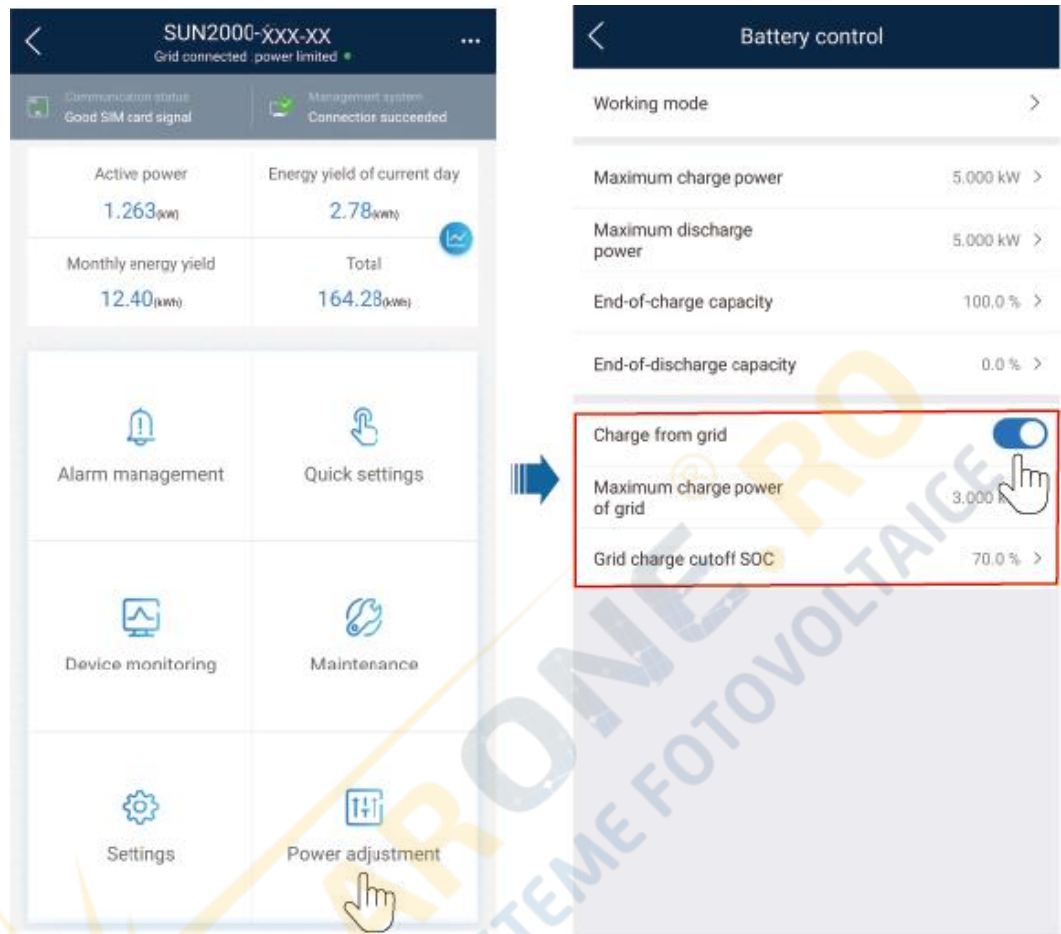 SUN2000-XXX-XX
Grid connected power limited
Communication status
Good SIM card signal
Management system
Connection succeeded
Active power
1.263(kW)
Energy yield of current day
2.78(kWh)
Monthly energy yield
12.40(kWh)
Total
164.28(kWh)
Alarm management
Quick settings
Device monitoring
Maintenance
Settings
Power adjustment
Battery control
Working mode
Maximum charge power
5.000 kW
Maximum discharge
power
5.000 kW
End-of-charge capacity
100.0 %
End-of-discharge capacity
0.0 %
Charge from grid
Maximum charge power
of grid
3.000
Grid charge cutoff SOC
70.0 %
ARONE.RO
®
FOTOVOLTAICE